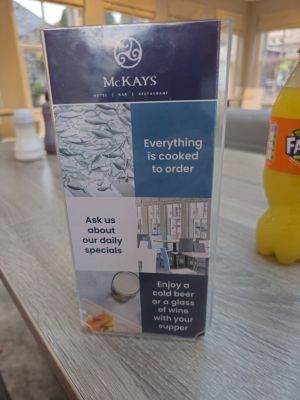 McKAYS
HOTEL | BAR | RESTAURANT
Everything
is cooked
to order
Ask us
about
our daily
specials
Enjoy a
cold beer
or a glass
of wine
with your
supper
FA